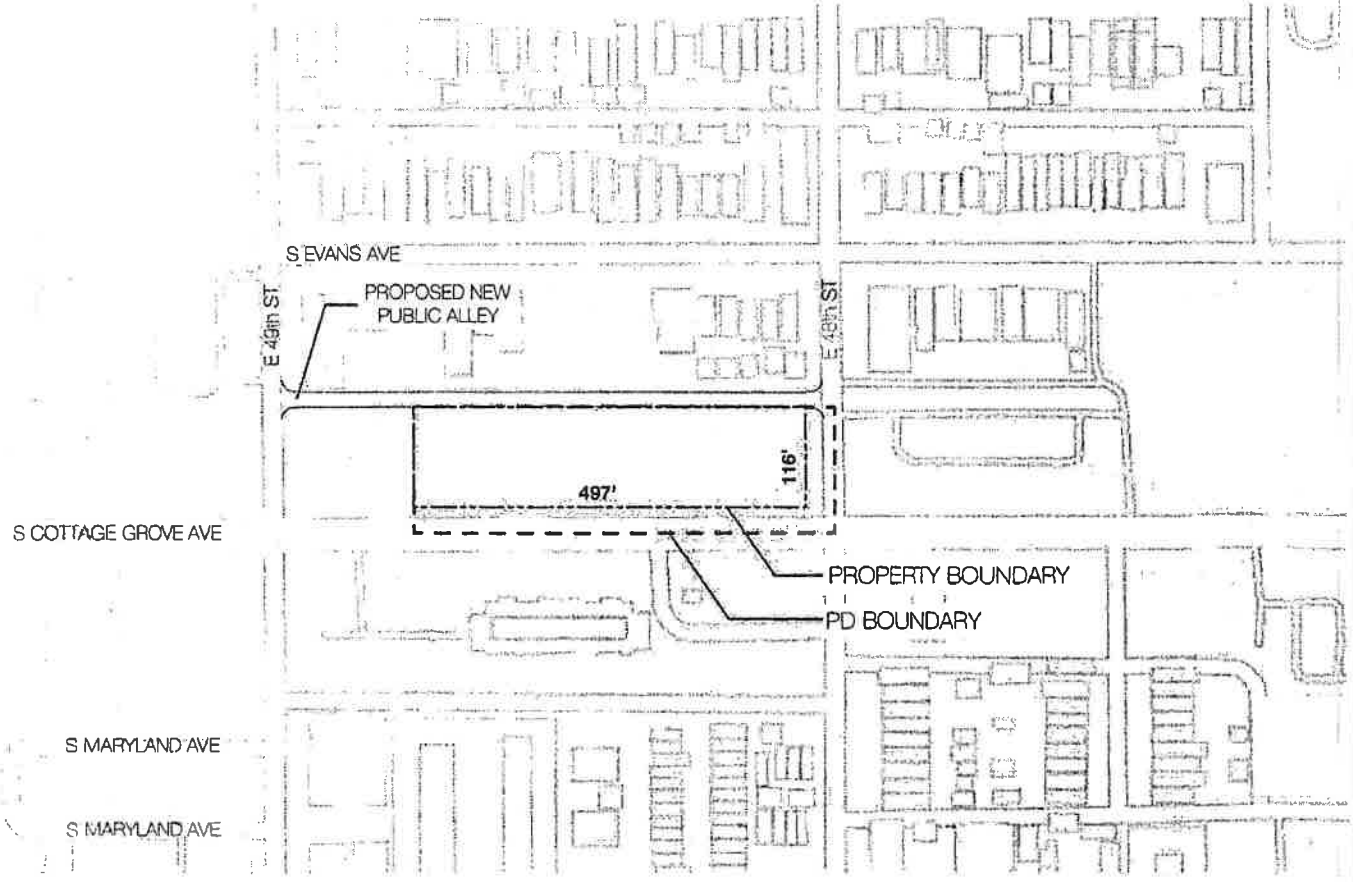 S EVANS AVE
PROPOSED NEW
PUBLIC ALLEY
E 49th ST
E 48th ST
116'
497'
S COTTAGE GROVE AVE
PROPERTY BOUNDARY
PD BOUNDARY
S MARYLAND AVE
S MARYLAND AVE